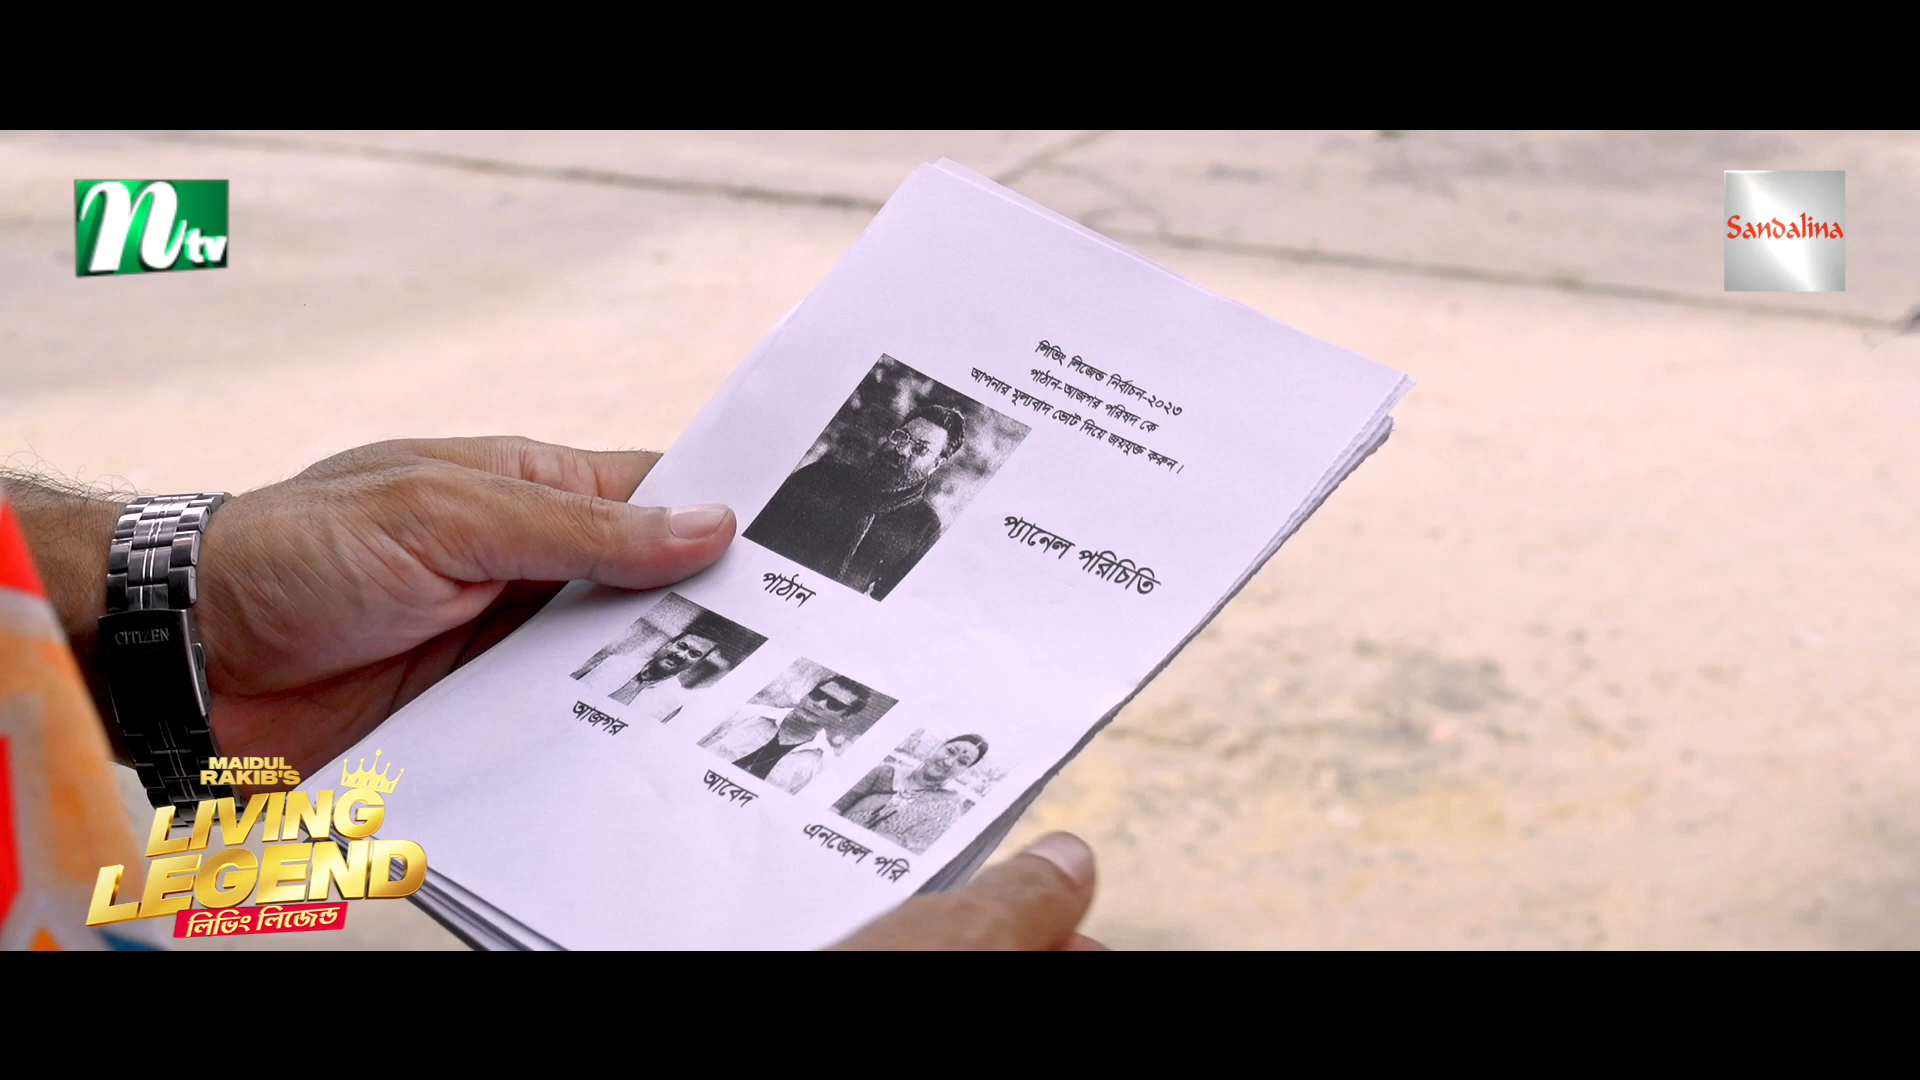 ntv
Sandalina
লিভিং লিজেন্ড নির্বাচন-২০২৩
পাঠান-আজগর পরিষদ কে
আপনার মূল্যবাদ ভোট দিয়ে জয়যুক্ত করুন।
প্যানেল পরিচিতি
পাঠান
আজগর
আবেদ
এনজেল পরি
CITIZEN
MAIDUL
RAKIB'S
LIVING
LEGEND
লিভিং লিজেন্ড